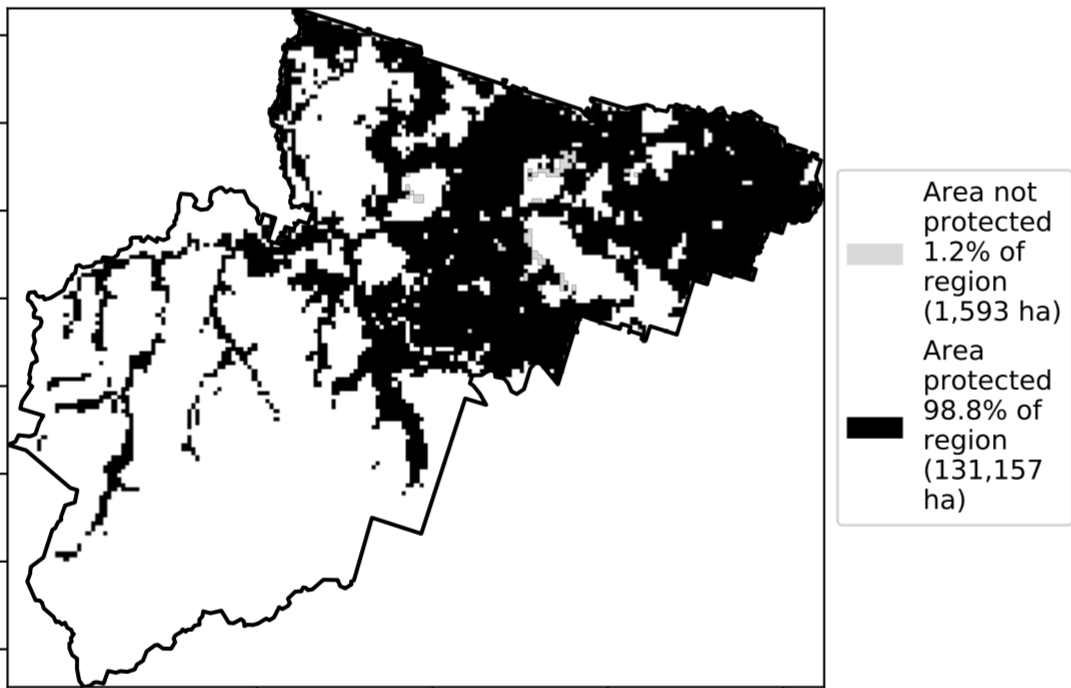 Area not
protected
1.2% of
region
(1,593 ha)
Area
protected
98.8% of
region
(131,157
ha)